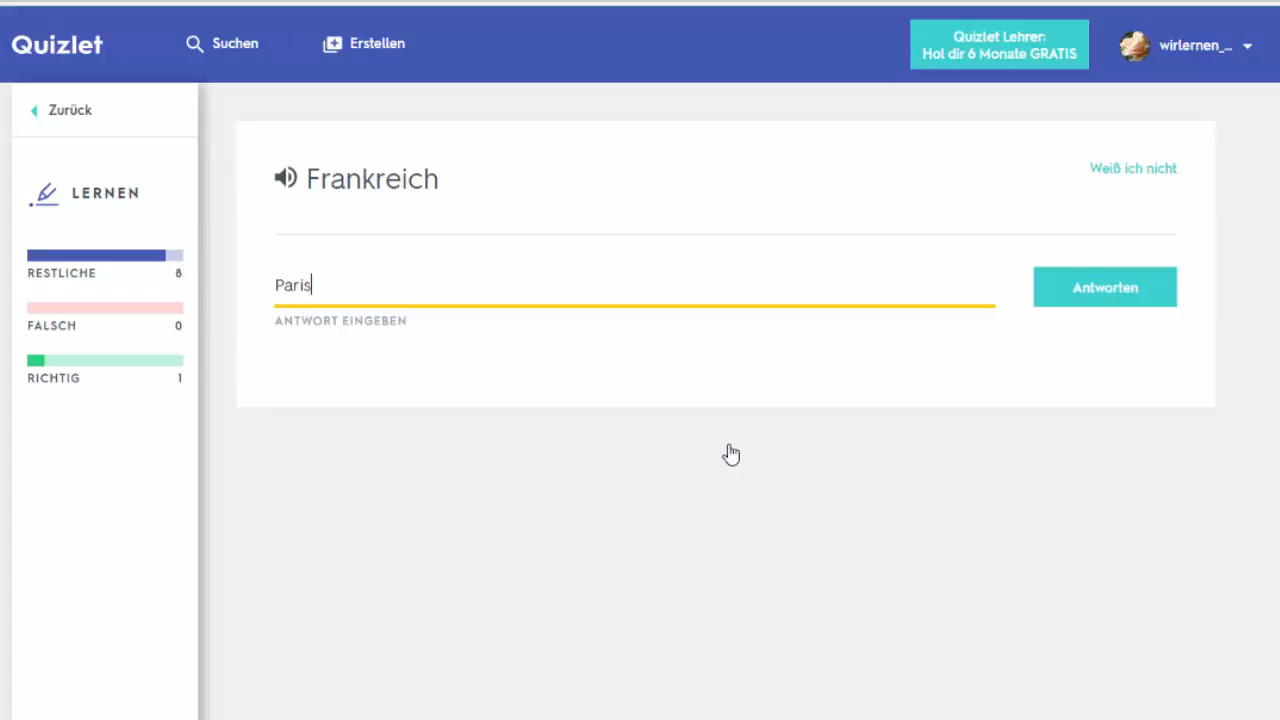 Quizlet
Suchen
Erstellen
Quizlet Lehrer:
Hol dir 6 Monate GRATIS
wirlernen_...
Zurück
LERNEN
RESTLICHE 8
FALSCH 0
RICHTIG 1
Frankreich
Weiß ich nicht
Paris
Antworten
ANTWORT EINGEBEN